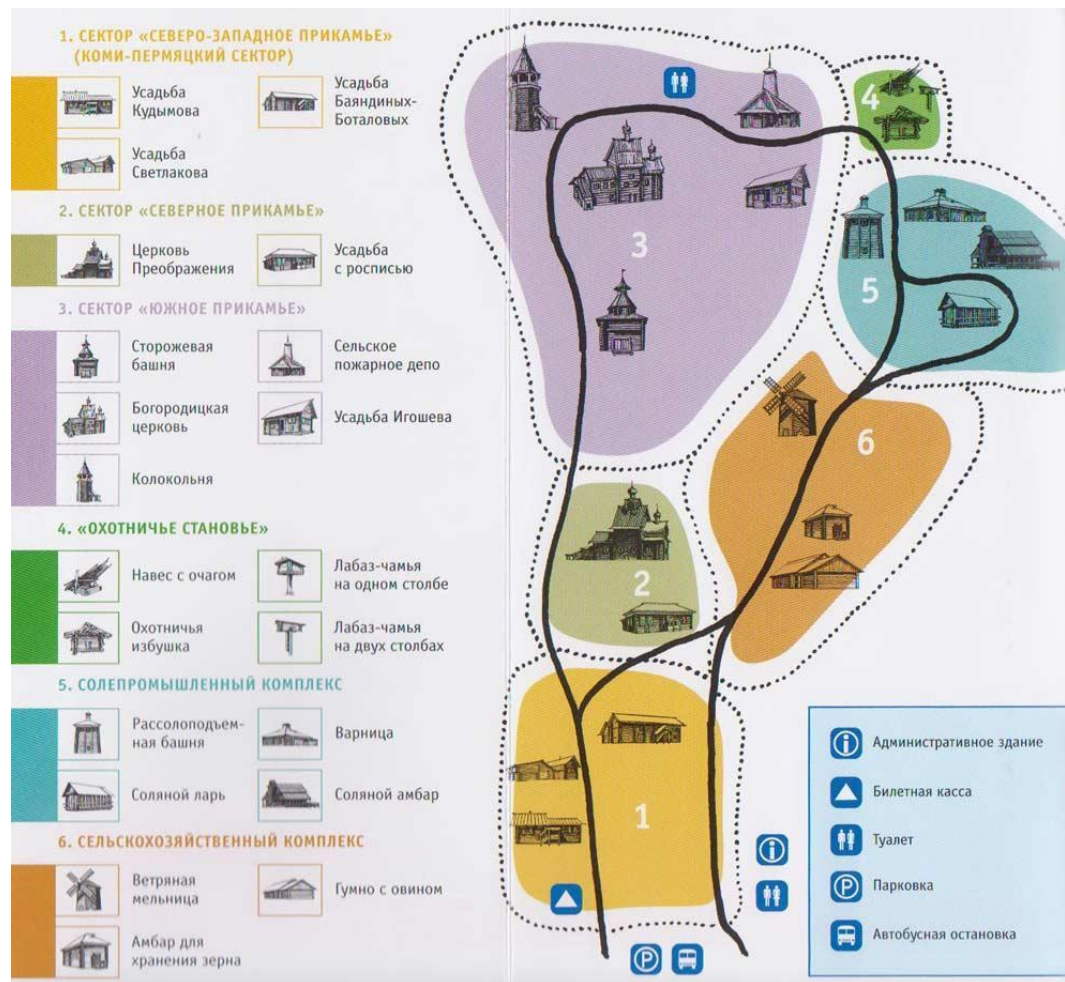 1. СЕКТОР «СЕВЕРО-ЗАПАДНОЕ ПРИКАМЬЕ»
(КОМИ-ПЕРМЯЦКИЙ СЕКТОР)
Усадьба
Кудымова
Усадьба
Баяндиных-
Боталовых
Усадьба
Светлакова
2. СЕКТОР «СЕВЕРНОЕ ПРИКАМЬЕ»
Церковь
Преображения
Усадьба
с росписью
3. СЕКТОР «ЮЖНОЕ ПРИКАМЬЕ»
Сторожевая
башня
Сельское
пожарное депо
Богородицкая
церковь
Усадьба Игошева
Колокольня
4. «ОХОТНИЧЬЕ СТАНОВЬЕ»
Навес с очагом
Лабаз-чамья
на одном столбе
Охотничья
избушка
Лабаз-чамья
на двух столбах
5. СОЛЕПРОМЫШЛЕННЫЙ КОМПЛЕКС
Рассолоподъем-
ная башня
Варница
Соляной ларь
Соляной амбар
6. СЕЛЬСКОХОЗЯЙСТВЕННЫЙ КОМПЛЕКС
Ветряная
мельница
Гумно с овином
Амбар для
хранения зерна
4
3
5
6
2
1
i
P
i
Административное здание
Билетная касса
Туалет
P
Парковка
Автобусная остановка